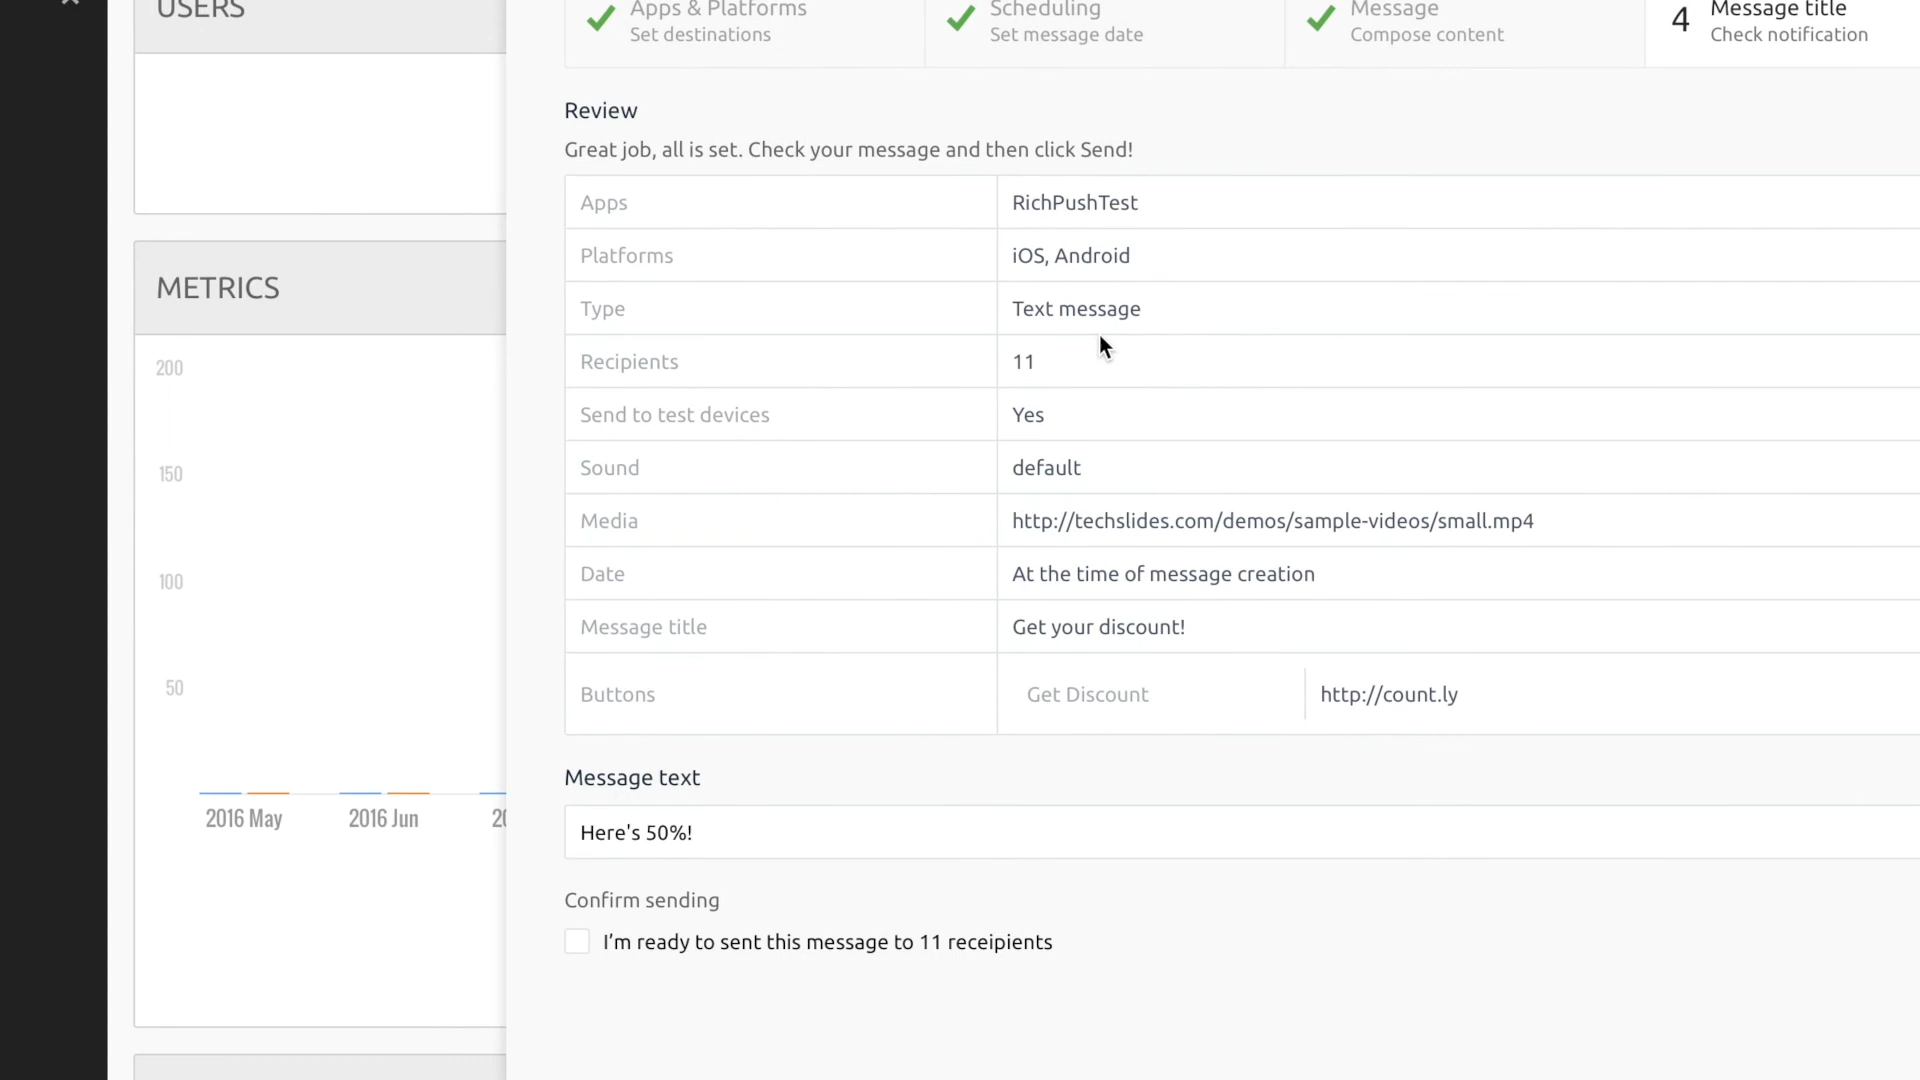 USERS
Apps & Platforms
Set destinations
Scheduling
Set message date
Message
Compose content
4
Message title
Check notification
Review
Great job, all is set. Check your message and then click Send!
Apps
RichPushTest
Platforms
iOS, Android
Type
Text message
Recipients
11
Send to test devices
Yes
Sound
default
Media
http://techslides.com/demos/sample-videos/small.mp4
Date
At the time of message creation
Message title
Get your discount!
Buttons
Get Discount
http://count.ly
Message text
Here's 50%!
Confirm sending
I’m ready to sent this message to 11 receipients
METRICS
200
150
100
50
2016 May
2016 Jun